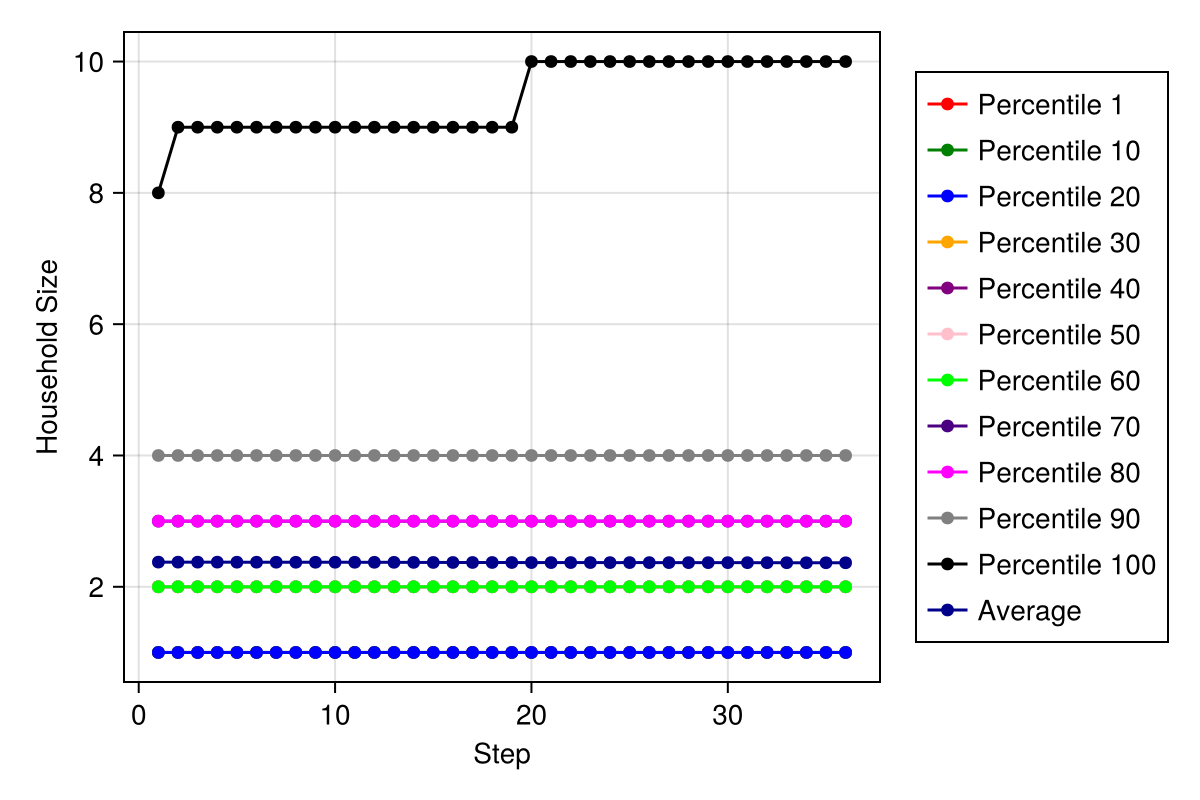 10
8
6
4
2
Household Size
0 10 20 30
Step
Percentile 1
Percentile 10
Percentile 20
Percentile 30
Percentile 40
Percentile 50
Percentile 60
Percentile 70
Percentile 80
Percentile 90
Percentile 100
Average